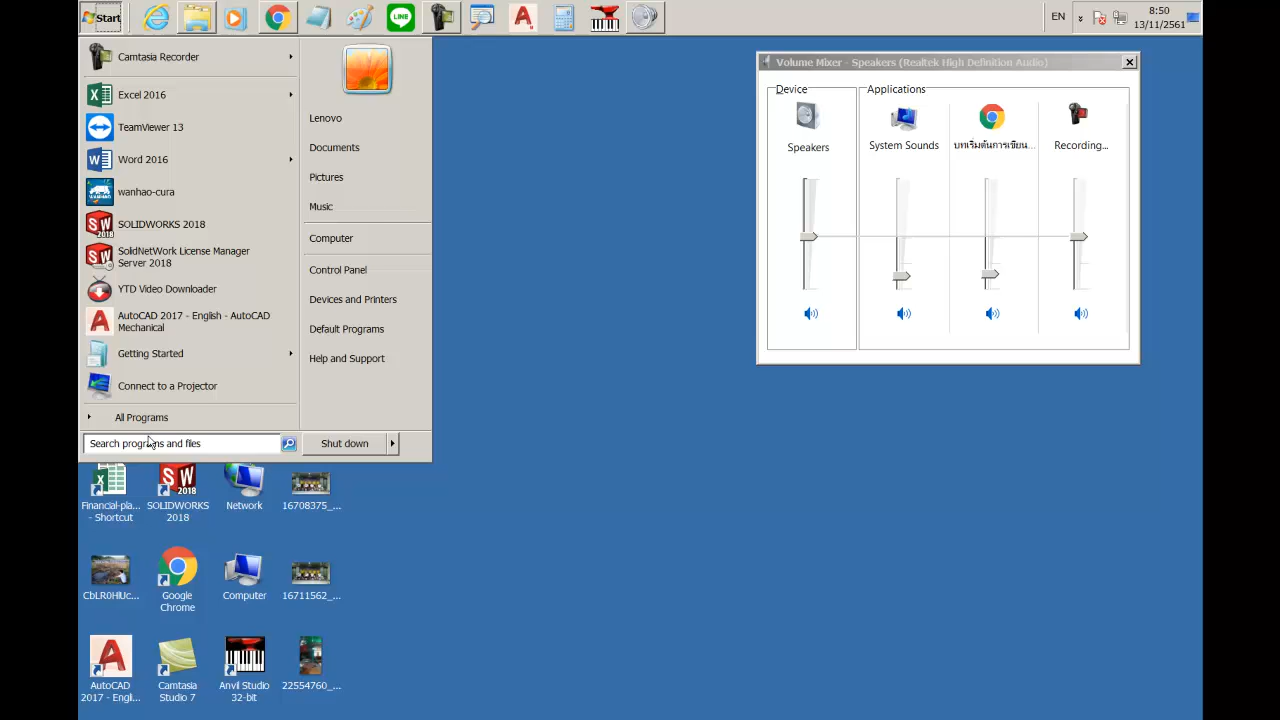 Start
LINE
EN
8:50
13/11/2561
Camtasia Recorder
Excel 2016
TeamViewer 13
Word 2016
wanhao-cura
SOLIDWORKS 2018
SolidNetWork License Manager
Server 2018
YTD Video Downloader
AutoCAD 2017 - English - AutoCAD
Mechanical
Getting Started
Connect to a Projector
All Programs
Search programs and files
Lenovo
Documents
Pictures
Music
Computer
Control Panel
Devices and Printers
Default Programs
Help and Support
Shut down
Volume Mixer - Speakers (Realtek High Definition Audio)
Device
Applications
Speakers
System Sounds
บทเริ่มต้นการเขียน...
Recording...
Financial-pla...
- Shortcut
SOLIDWORKS
2018
Network
16708375_...
CbLR0HlUc...
Google
Chrome
Computer
16711562_...
AutoCAD
2017 - Engli...
Camtasia
Studio 7
Anvil Studio
32-bit
22554760_...